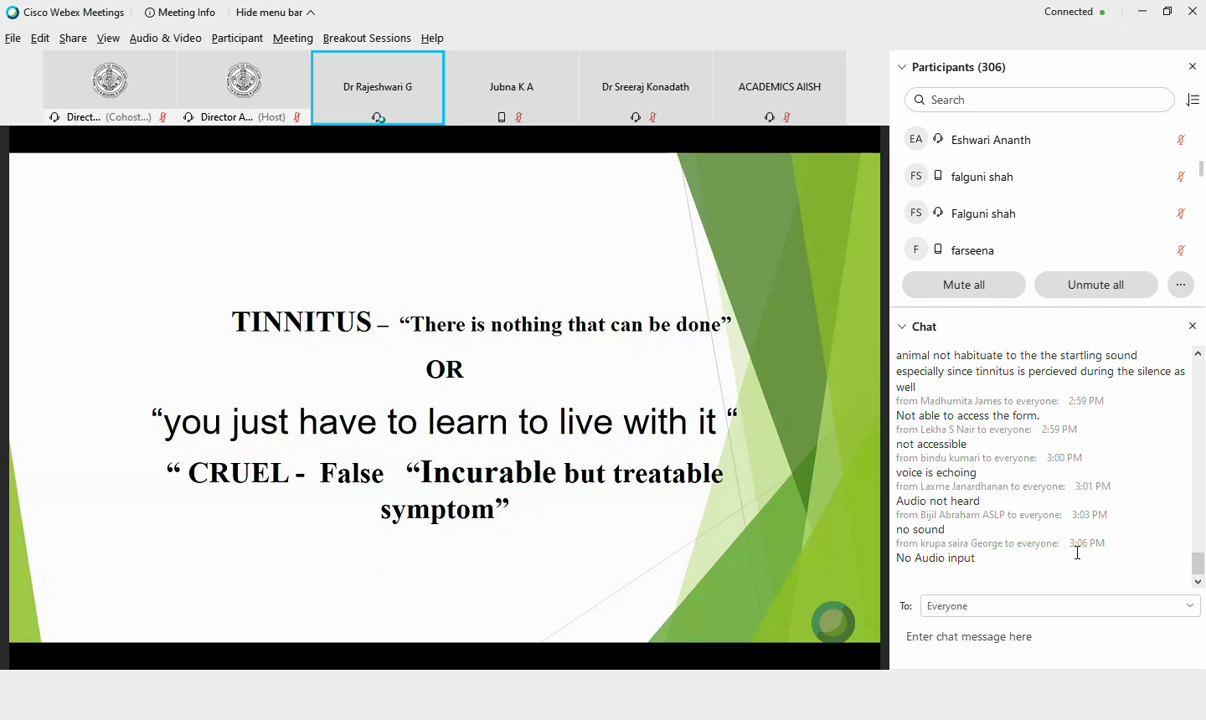 Cisco Webex Meetings
Meeting Info
Hide menu bar
Connected
File Edit Share View Audio & Video Participant Meeting Breakout Sessions Help
Direct... (Cohost...)
Director A... (Host)
Dr Rajeshwari G
Jubna K A
Dr Sreeraj Konadath
ACADEMICS AIISH
TINNITUS – “There is nothing that can be done”
OR
“you just have to learn to live with it “
“ CRUEL - False “Incurable but treatable
symptom”
Participants (306)
Search
EA Eshwari Ananth
FS falguni shah
FS Falguni shah
F farseena
Mute all
Unmute all
...
Chat
animal not habituate to the the startling sound
especially since tinnitus is percieved during the silence as
well
from Madhumita James to everyone: 2:59 PM
Not able to access the form.
from Lekha S Nair to everyone: 2:59 PM
not accessible
from bindu kumari to everyone: 3:00 PM
voice is echoing
from Laxme Janardhanan to everyone: 3:01 PM
Audio not heard
from Bijil Abraham ASLP to everyone: 3:03 PM
no sound
from krupa saira George to everyone: 3:06 PM
No Audio input
To: Everyone
Enter chat message here